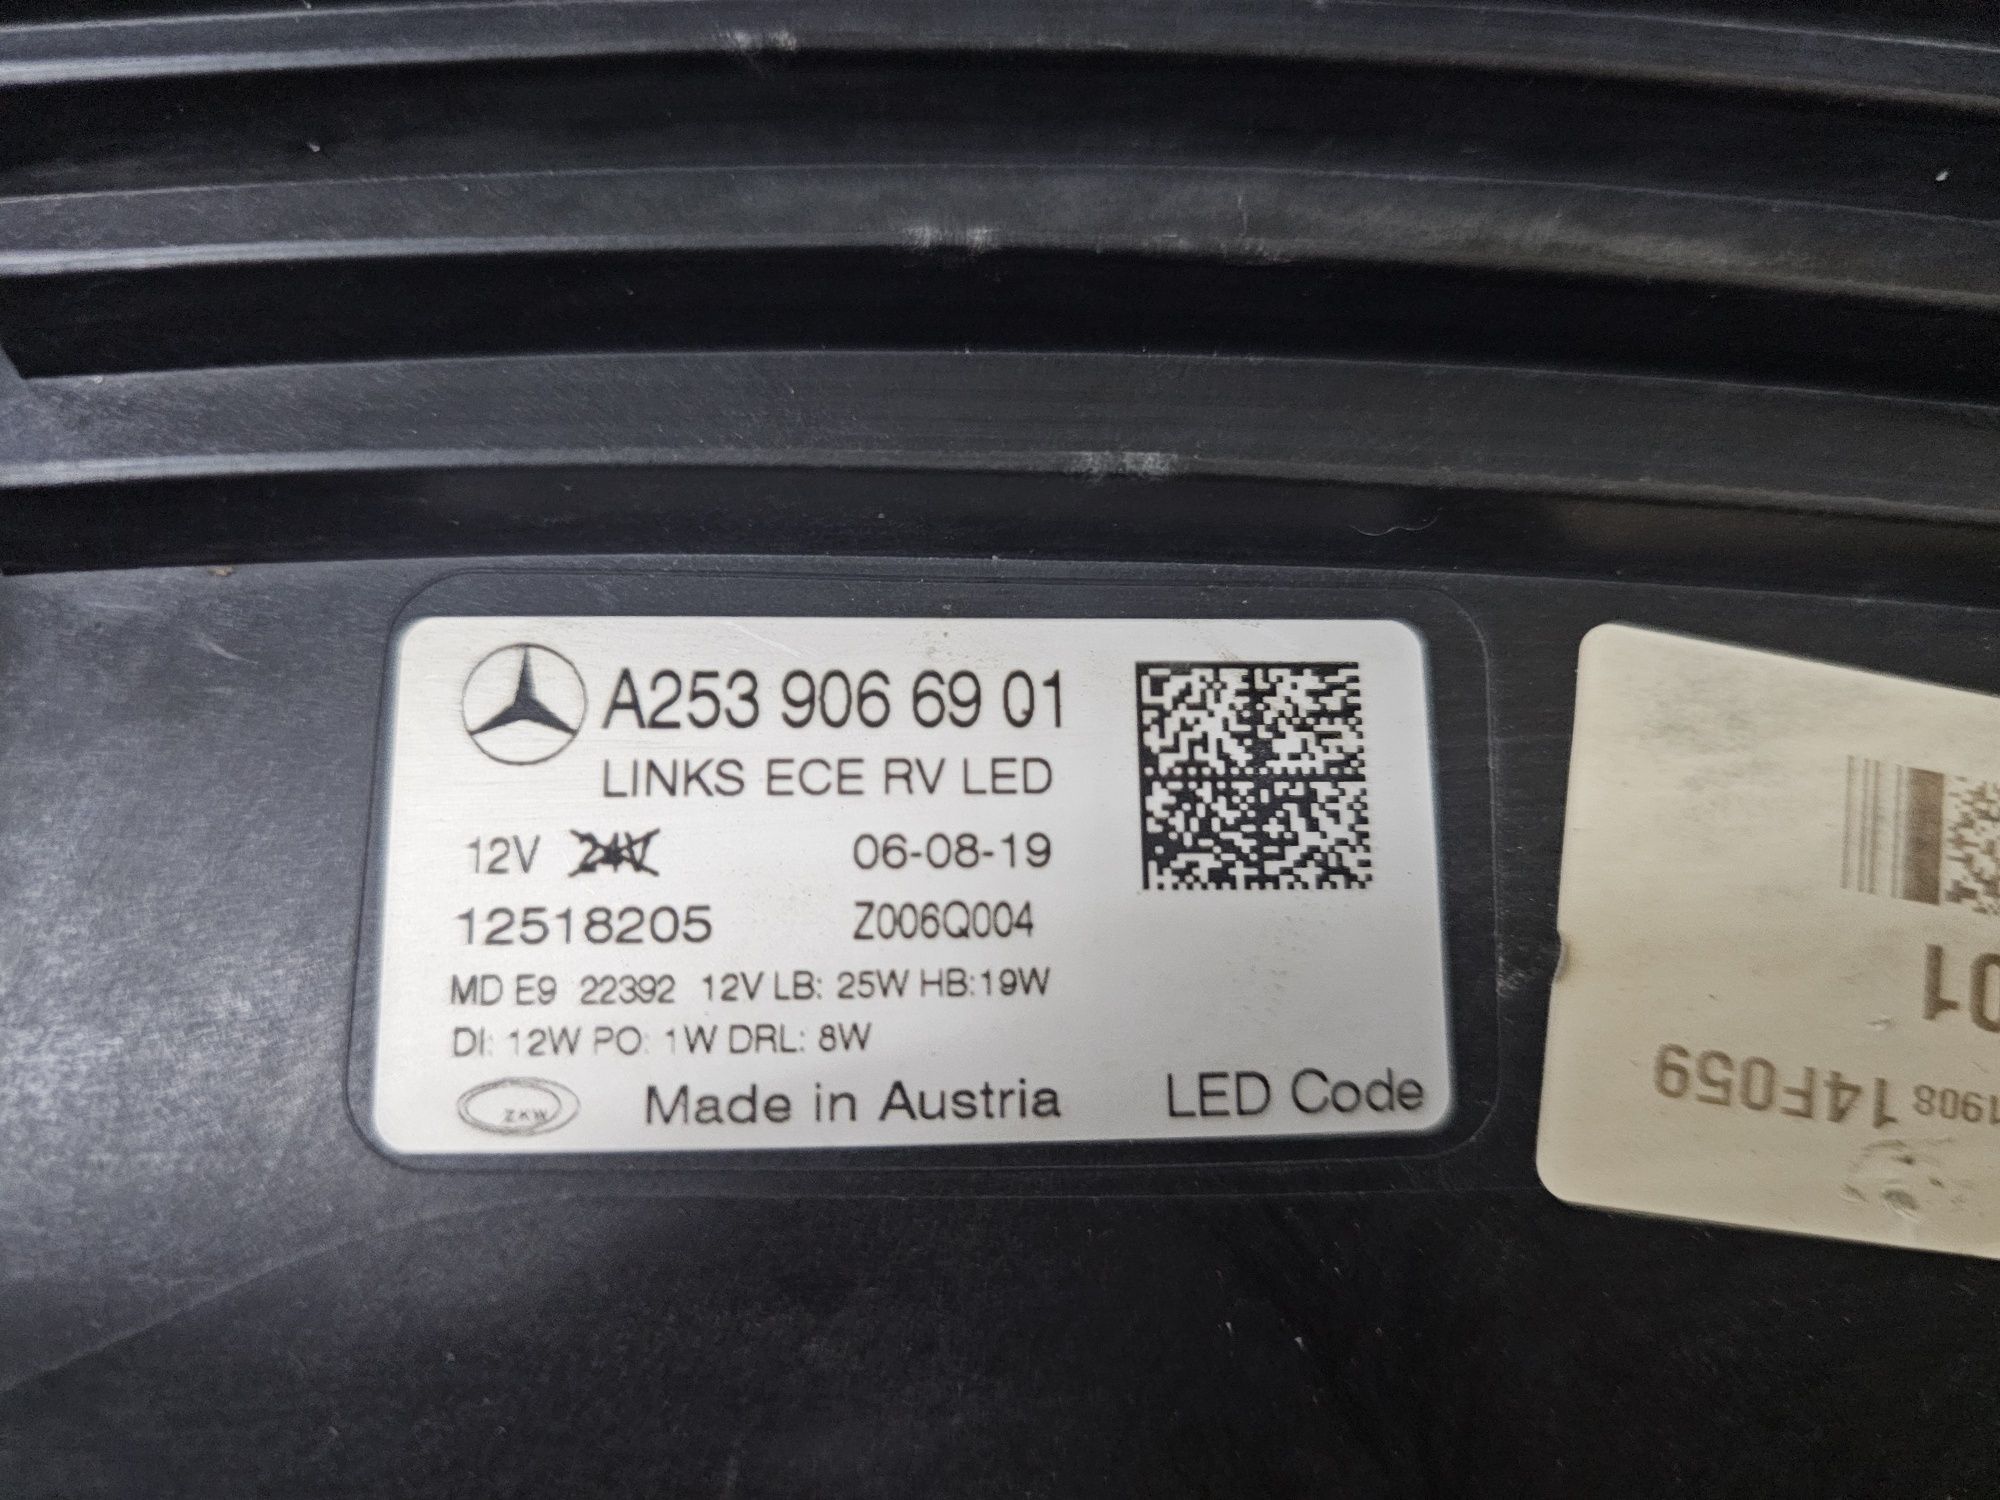 A253 906 69 01
LINKS ECE RV LED
12V 24V 06-08-19
12518205 Z006Q004
MD E9 22392 12V LB: 25W HB:19W
DI: 12W PO: 1W DRL: 8W
ZKW Made in Austria LED Code
01
1908 14F059